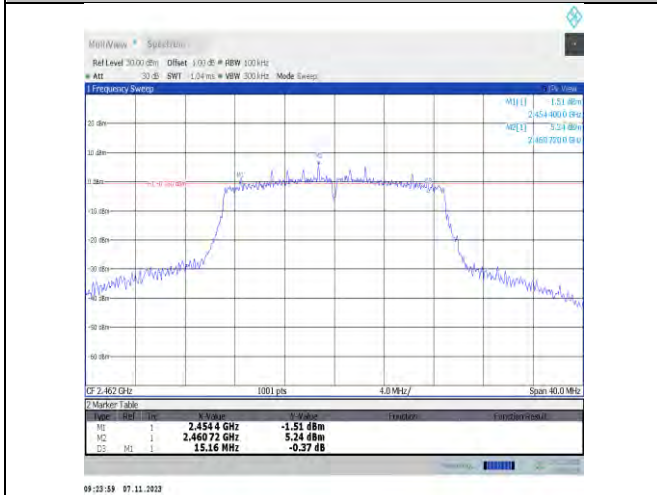 MultiView Spectrum
Ref Level 30.00 dBm Offset 1.00 dB RBW 100 kHz
Att 30 dB SWT 1.04 ms VBW 300 kHz Mode Sweep
1 Frequency Sweep 1Pk View
M1[1] -1.51 dBm
2.454 400 0 GHz
M2[1] 5.24 dBm
2.460 720 0 GHz
20 dBm
10 dBm
0 dBm
M1
M2
-10 dBm
-20 dBm
-30 dBm
-40 dBm
-50 dBm
-60 dBm
CF 2.462 GHz 1001 pts 4.0 MHz/ Span 40.0 MHz
2 Marker Table
Type Ref Trc X-Value Y-Value Function Function Result
M1 1 2.454 4 GHz -1.51 dBm
M2 1 2.460 72 GHz 5.24 dBm
D3 M1 1 15.16 MHz -0.37 dB
09:23:59 07.11.2023